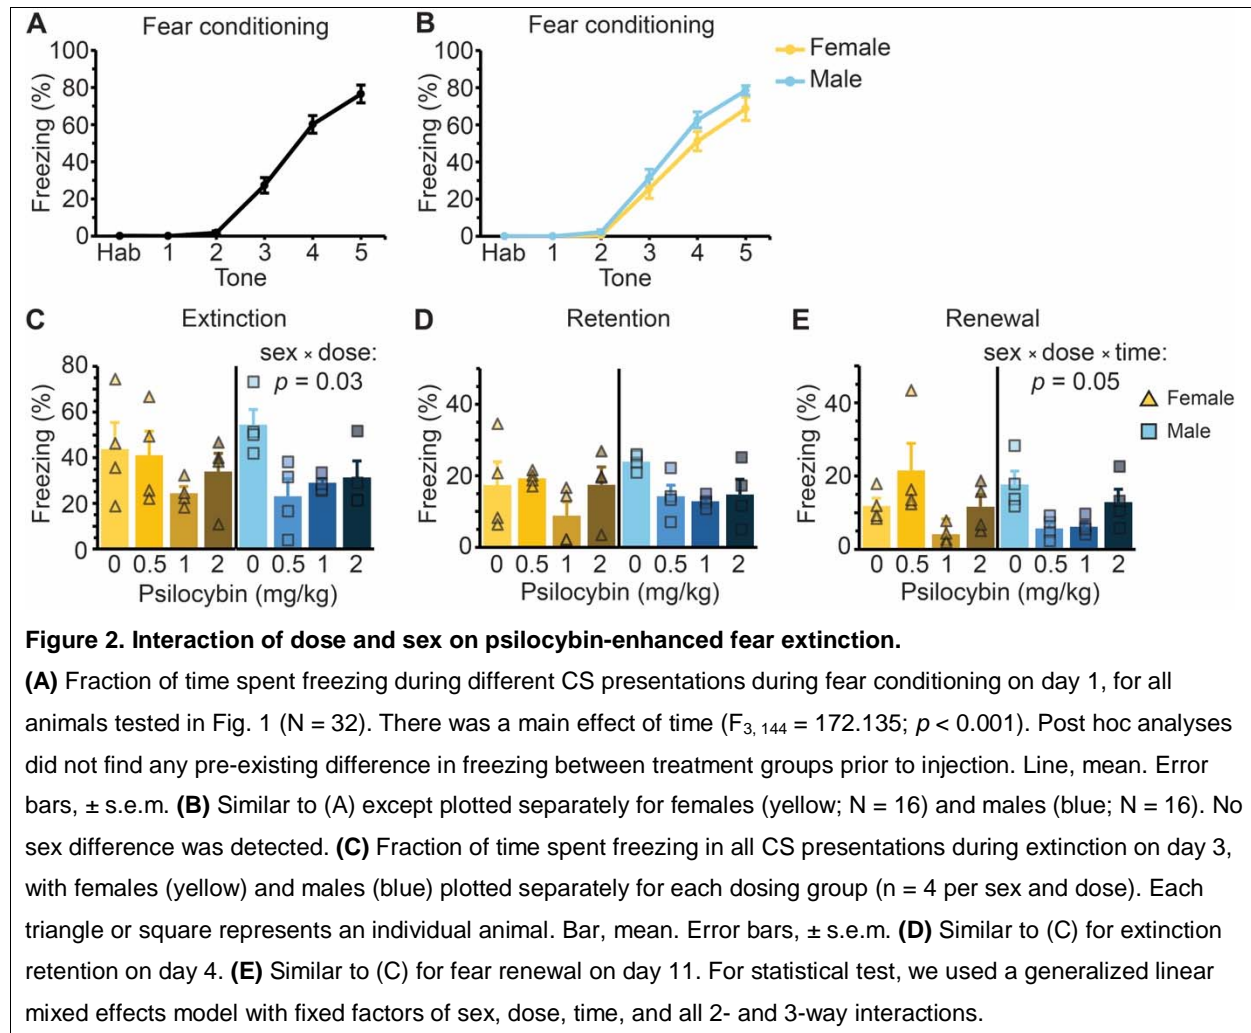 A
Fear conditioning
100
80
60
40
20
0
Freezing (%)
Hab 1 2 3 4 5
Tone
B
Fear conditioning
100
80
60
40
20
0
Freezing (%)
Hab 1 2 3 4 5
Tone
Female
Male
C
Extinction
80
60
40
20
0
Freezing (%)
sex × dose:
p = 0.03
0 0.5 1 2 0 0.5 1 2
Psilocybin (mg/kg)
D
Retention
40
20
0
Freezing (%)
0 0.5 1 2 0 0.5 1 2
Psilocybin (mg/kg)
E
Renewal
40
20
0
Freezing (%)
sex × dose × time:
p = 0.05
0 0.5 1 2 0 0.5 1 2
Psilocybin (mg/kg)
Female
Male
Figure 2. Interaction of dose and sex on psilocybin-enhanced fear extinction.
(A) Fraction of time spent freezing during different CS presentations during fear conditioning on day 1, for all
animals tested in Fig. 1 (N = 32). There was a main effect of time (F3, 144 = 172.135; p < 0.001). Post hoc analyses
did not find any pre-existing difference in freezing between treatment groups prior to injection. Line, mean. Error
bars, ± s.e.m. (B) Similar to (A) except plotted separately for females (yellow; N = 16) and males (blue; N = 16). No
sex difference was detected. (C) Fraction of time spent freezing in all CS presentations during extinction on day 3,
with females (yellow) and males (blue) plotted separately for each dosing group (n = 4 per sex and dose). Each
triangle or square represents an individual animal. Bar, mean. Error bars, ± s.e.m. (D) Similar to (C) for extinction
retention on day 4. (E) Similar to (C) for fear renewal on day 11. For statistical test, we used a generalized linear
mixed effects model with fixed factors of sex, dose, time, and all 2- and 3-way interactions.